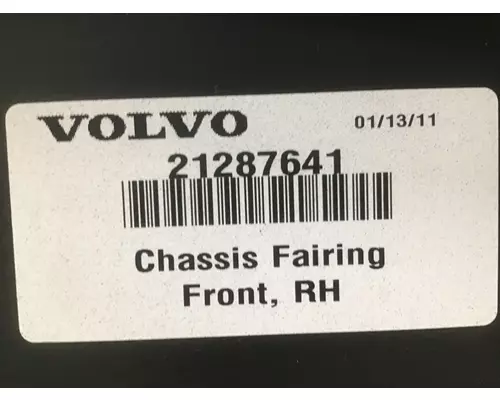 VOLVO 01/13/11
21287641
Chassis Fairing
Front, RH